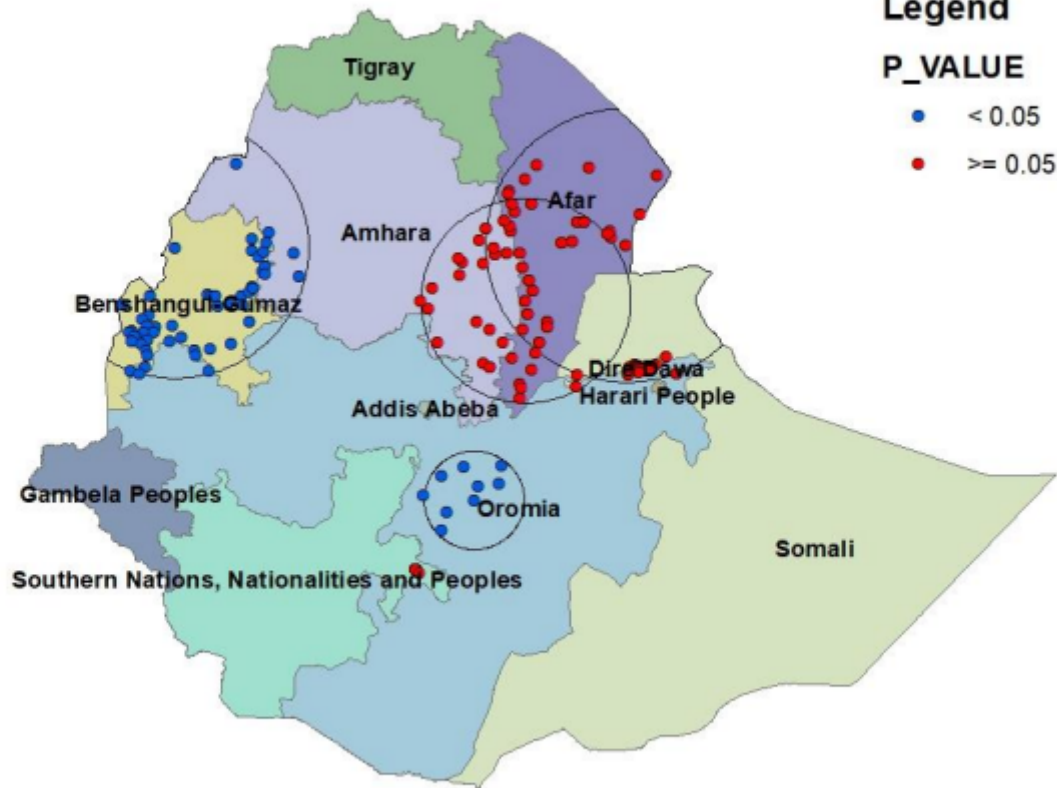 Legend
P_VALUE
< 0.05
>= 0.05
Tigray
Afar
Amhara
Benshangul-Gumaz
Dire Dawa
Harari People
Addis Abeba
Gambela Peoples
Oromia
Somali
Southern Nations, Nationalities and Peoples